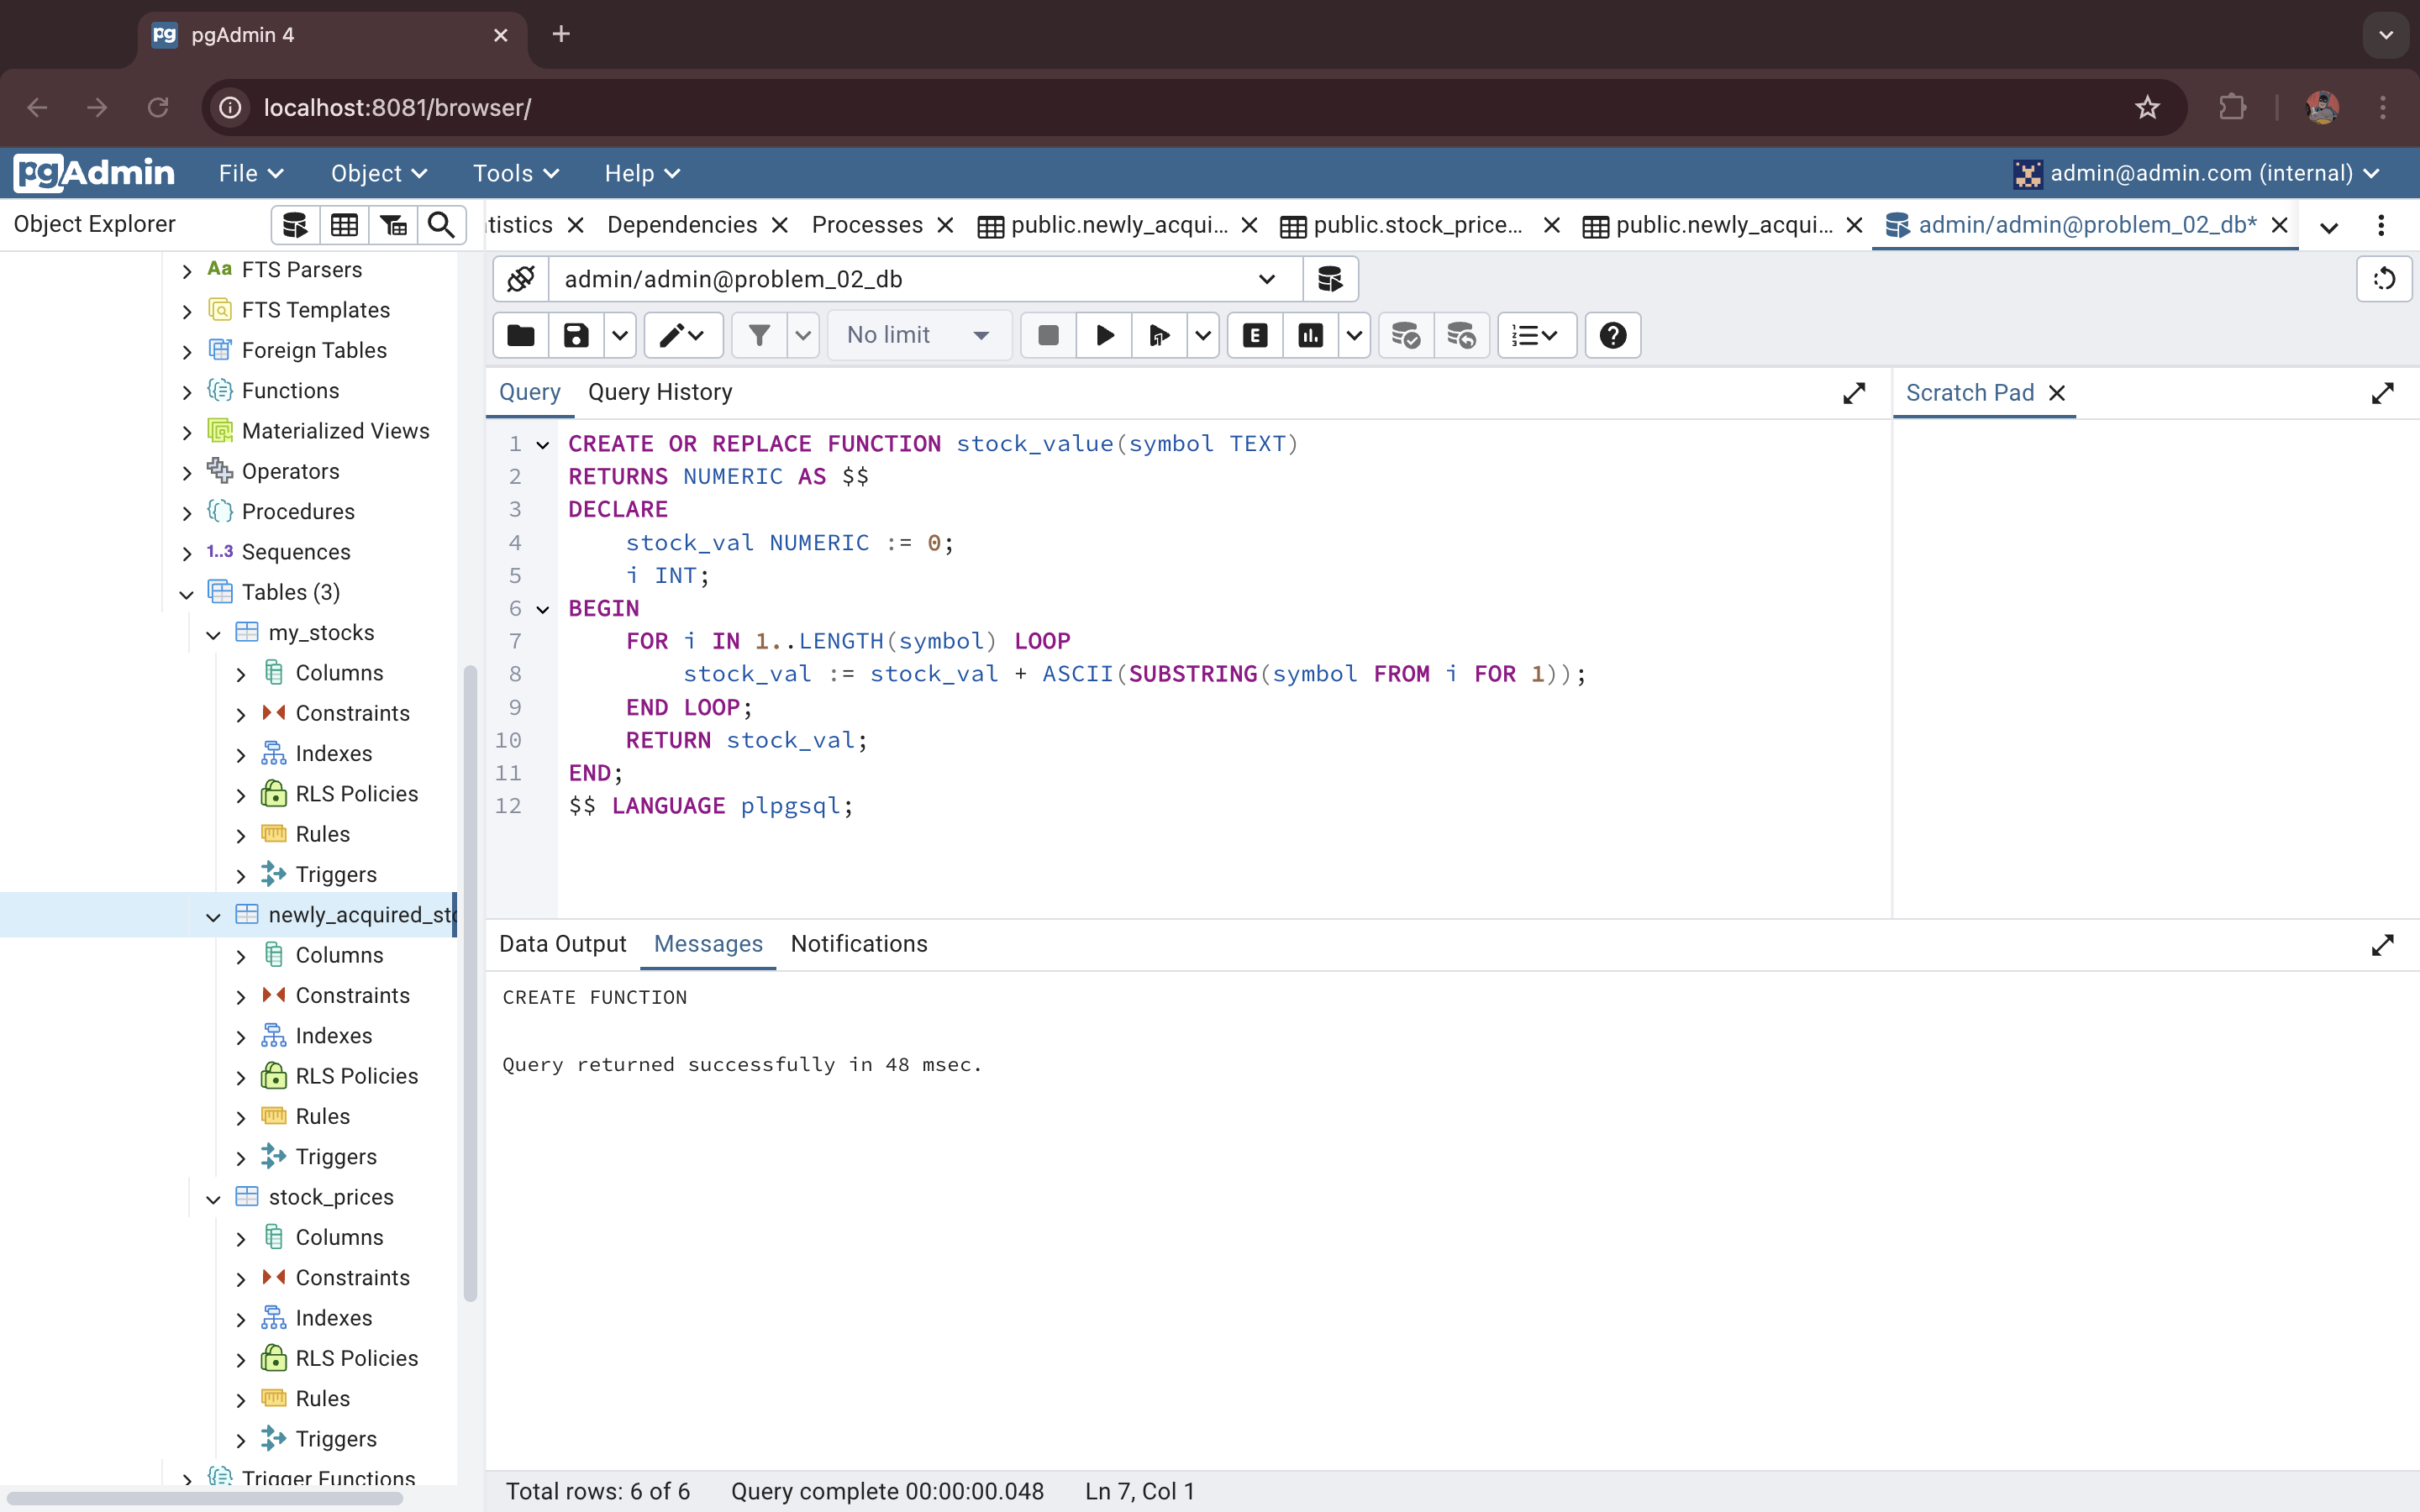 pgAdmin 4
localhost:8081/browser/
pgAdmin
File
Object
Tools
Help
admin@admin.com (internal)
Object Explorer
tistics
Dependencies
Processes
public.newly_acqui...
public.stock_price...
public.newly_acqui...
admin/admin@problem_02_db*
admin/admin@problem_02_db
No limit
E
Query
Query History
Scratch Pad
Aa FTS Parsers
FTS Templates
Foreign Tables
Functions
Materialized Views
Operators
Procedures
1..3 Sequences
Tables (3)
my_stocks
Columns
Constraints
Indexes
RLS Policies
Rules
Triggers
newly_acquired_sto
Columns
Constraints
Indexes
RLS Policies
Rules
Triggers
stock_prices
Columns
Constraints
Indexes
RLS Policies
Rules
Triggers
Trigger Functions
1 CREATE OR REPLACE FUNCTION stock_value(symbol TEXT)
2 RETURNS NUMERIC AS $$
3 DECLARE
4     stock_val NUMERIC := 0;
5     i INT;
6 BEGIN
7     FOR i IN 1..LENGTH(symbol) LOOP
8         stock_val := stock_val + ASCII(SUBSTRING(symbol FROM i FOR 1));
9     END LOOP;
10     RETURN stock_val;
11 END;
12 $$ LANGUAGE plpgsql;
Data Output
Messages
Notifications
CREATE FUNCTION
Query returned successfully in 48 msec.
Total rows: 6 of 6
Query complete 00:00:00.048
Ln 7, Col 1